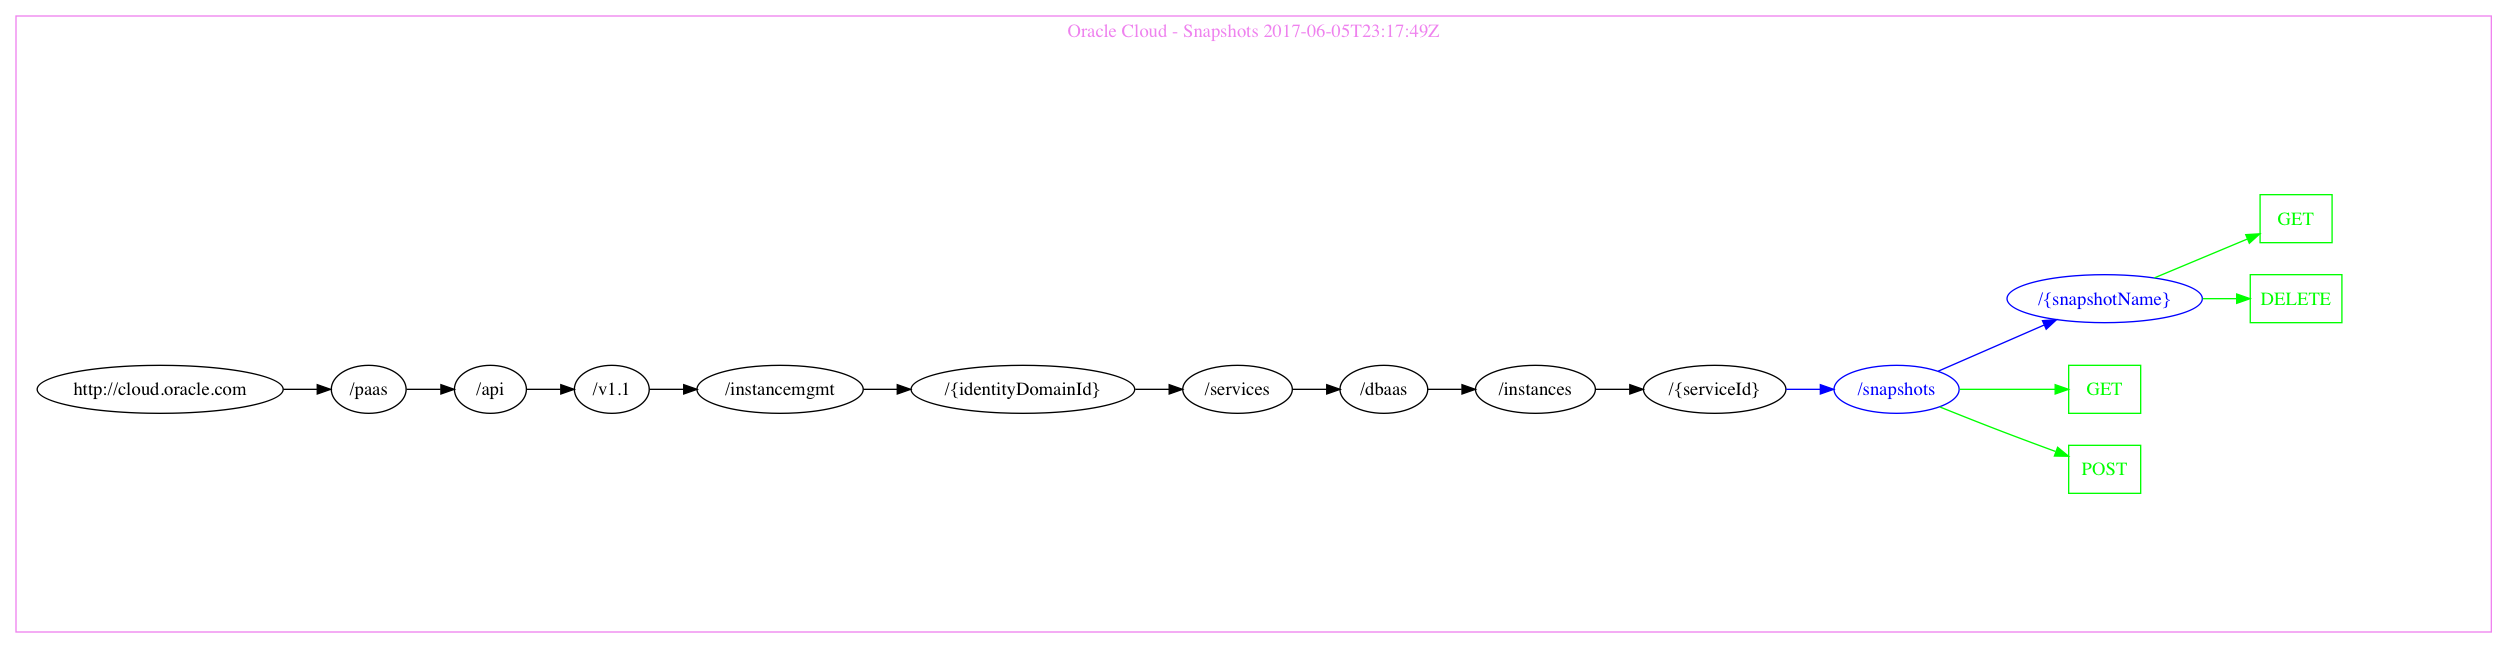 Oracle Cloud - Snapshots 2017-06-05T23:17:49Z
http://cloud.oracle.com
/paas
/api
/v1.1
/instancemgmt
/{identityDomainId}
/services
/dbaas
/instances
/{serviceId}
/snapshots
/{snapshotName}
GET
DELETE
GET
POST